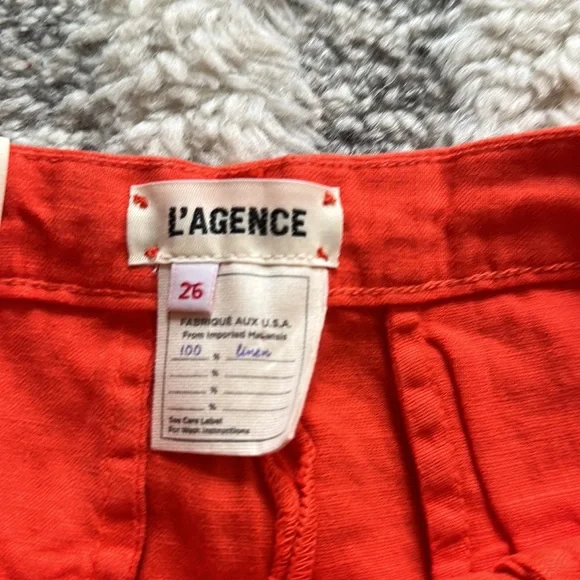 L'AGENCE
26
FABRIQUÉ AUX U.S.A.
From Imported Materials
100 % linen
%
%
%
See Care Label
For Wash Instructions